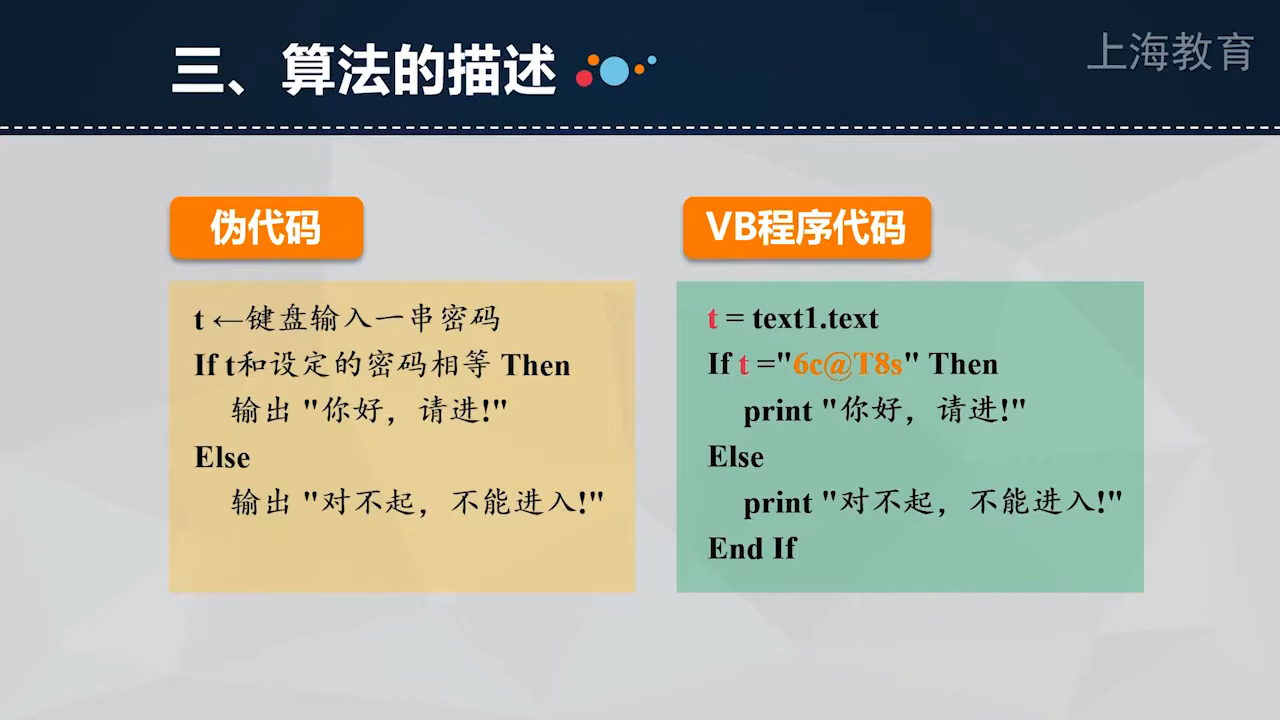 三、算法的描述
上海教育
伪代码
t ←键盘输入一串密码
If t和设定的密码相等 Then
输出 "你好，请进!"
Else
输出 "对不起，不能进入!"
VB程序代码
t = text1.text
If t ="6c@T8s" Then
print "你好，请进!"
Else
print "对不起，不能进入!"
End If